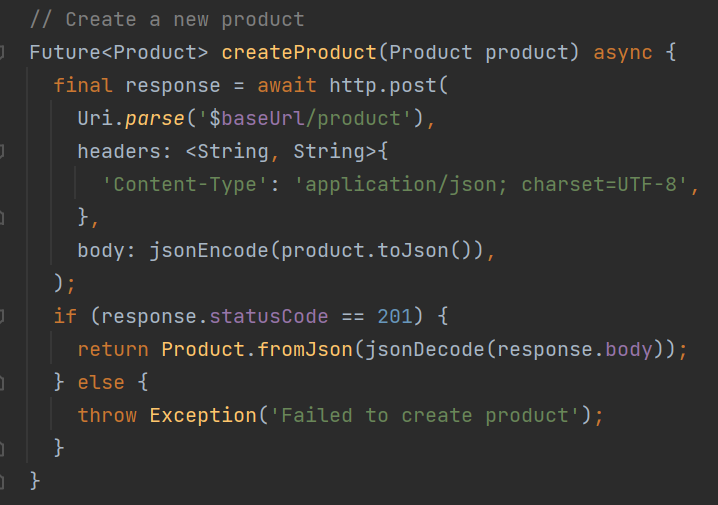 // Create a new product
Future<Product> createProduct(Product product) async {
  final response = await http.post(
    Uri.parse('$baseUrl/product'),
    headers: <String, String>{
      'Content-Type': 'application/json; charset=UTF-8',
    },
    body: jsonEncode(product.toJson()),
  );
  if (response.statusCode == 201) {
    return Product.fromJson(jsonDecode(response.body));
  } else {
    throw Exception('Failed to create product');
  }
}